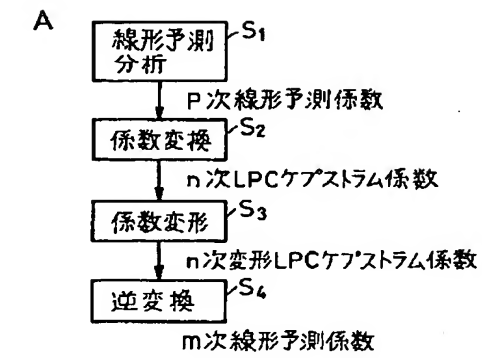 A
線形予測
分析
S1
P次線形予測係数
係数変換
S2
n次LPCケプストラム係数
係数変形
S3
n次変形LPCケプストラム係数
逆変換
S4
m次線形予測係数